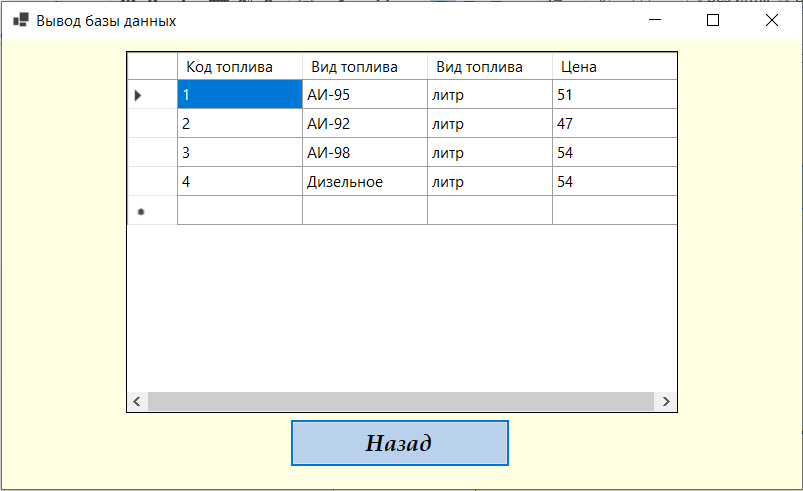 Вывод базы данных
Код топлива Вид топлива Вид топлива Цена
1 АИ-95 литр 51
2 АИ-92 литр 47
3 АИ-98 литр 54
4 Дизельное литр 54
Назад